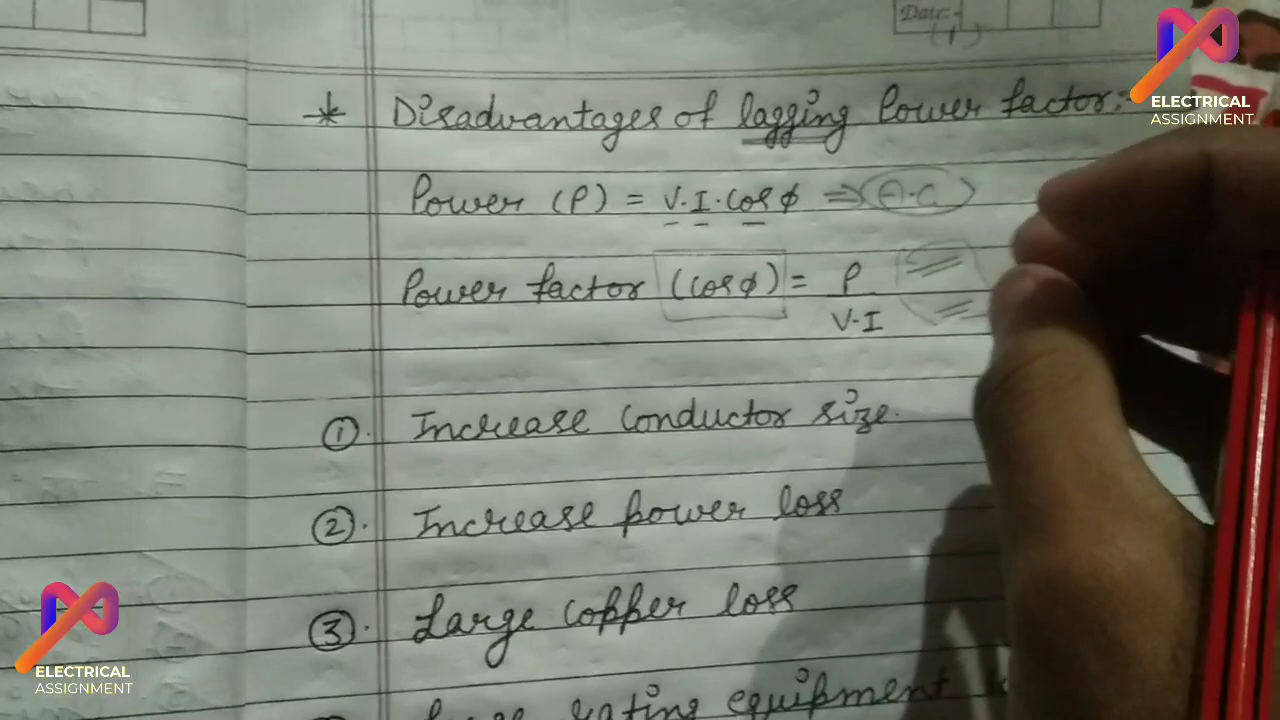 Date:-
ELECTRICAL
ASSIGNMENT
* Disadvantages of lagging Power factor:-
Power (P) = V.I.cosϕ ⇒ (A.C)
Power factor (cosϕ) = P
V.I
①. Increase conductor size.
②. Increase power loss
③. Large copper loss
rating equipment
ELECTRICAL
ASSIGNMENT